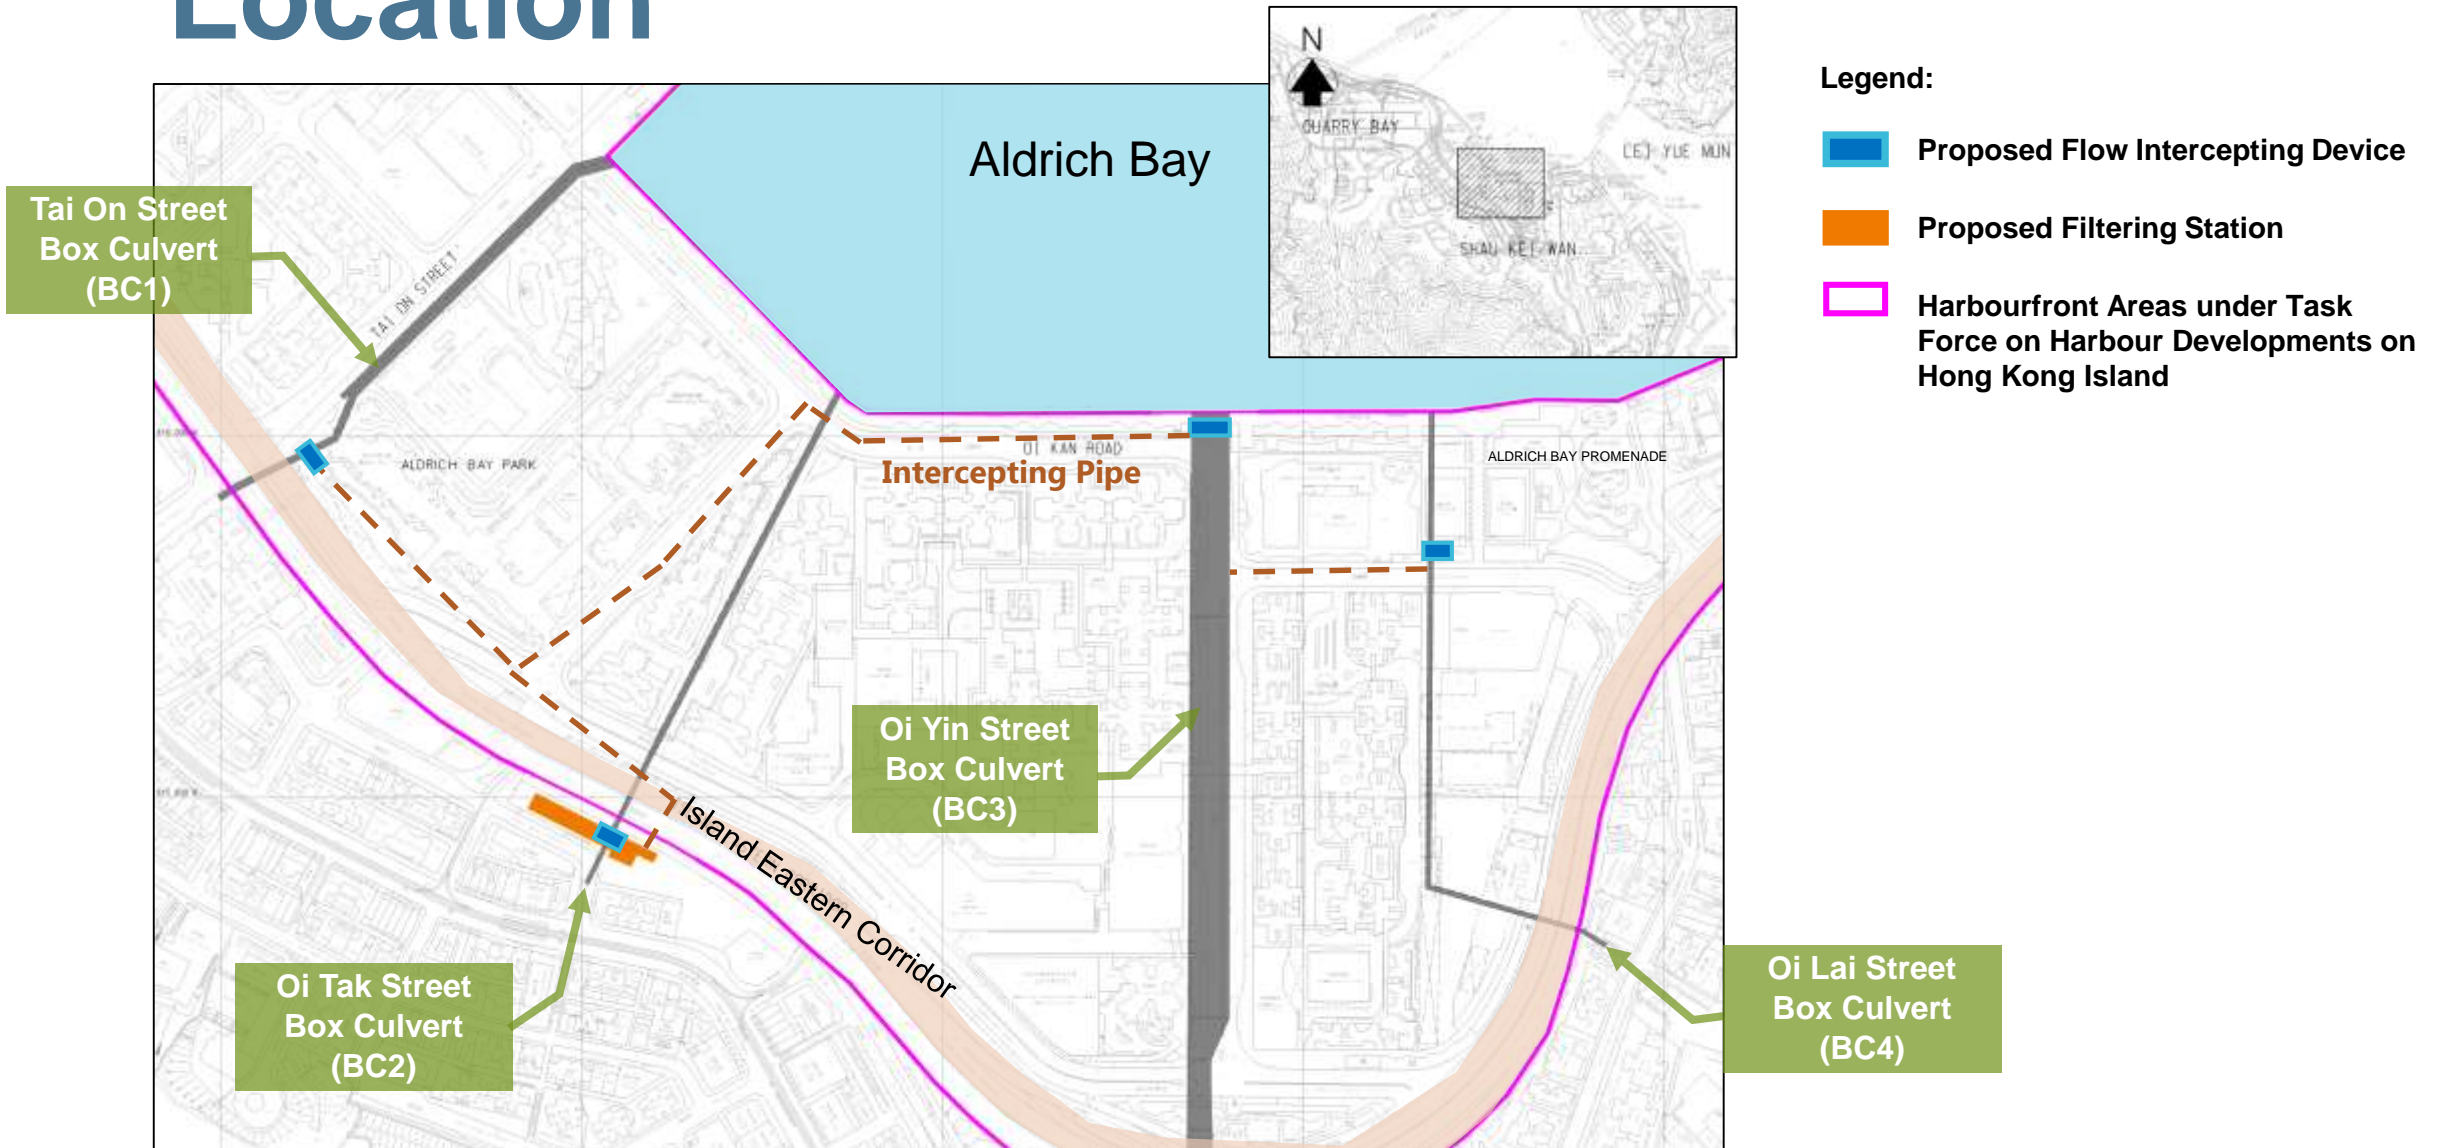 Location
N
QUARRY BAY
LEI YUE MUN
SHAU KEI WAN
Legend:
Proposed Flow Intercepting Device
Proposed Filtering Station
Harbourfront Areas under Task
Force on Harbour Developments on
Hong Kong Island
Aldrich Bay
Tai On Street
Box Culvert
(BC1)
TAI ON STREET
ALDRICH BAY PARK
OI KAN ROAD
Intercepting Pipe
ALDRICH BAY PROMENADE
Oi Yin Street
Box Culvert
(BC3)
Island Eastern Corridor
Oi Tak Street
Box Culvert
(BC2)
Oi Lai Street
Box Culvert
(BC4)